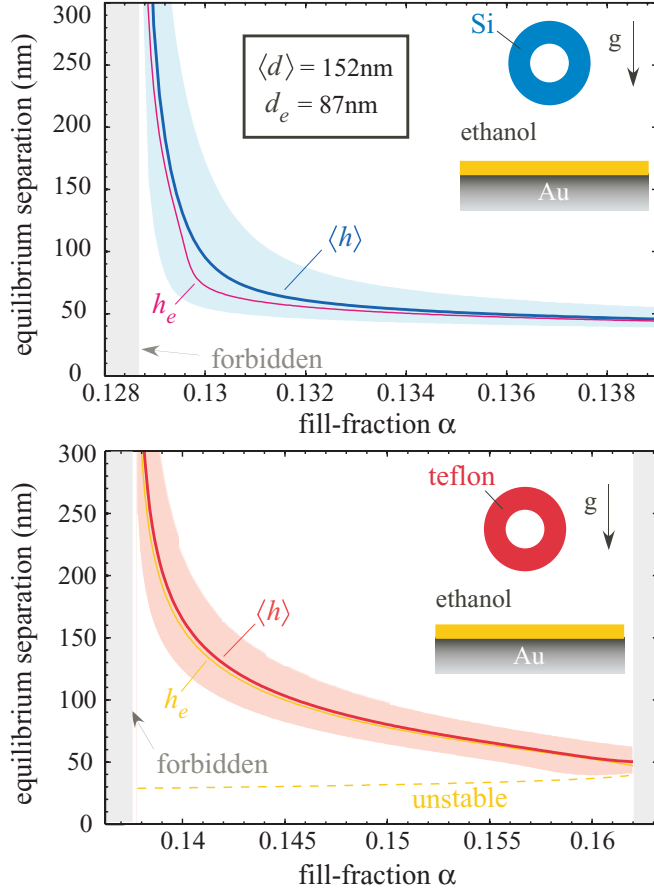 equilibrium separation (nm)
300
250
200
150
100
50
0
⟨d⟩ = 152nm
d_e = 87nm
Si
g
ethanol
Au
⟨h⟩
h_e
forbidden
0.128
0.13
0.132
0.134
0.136
0.138
fill-fraction α
equilibrium separation (nm)
300
250
200
150
100
50
0
teflon
g
ethanol
Au
⟨h⟩
h_e
forbidden
unstable
0.14
0.145
0.15
0.155
0.16
fill-fraction α